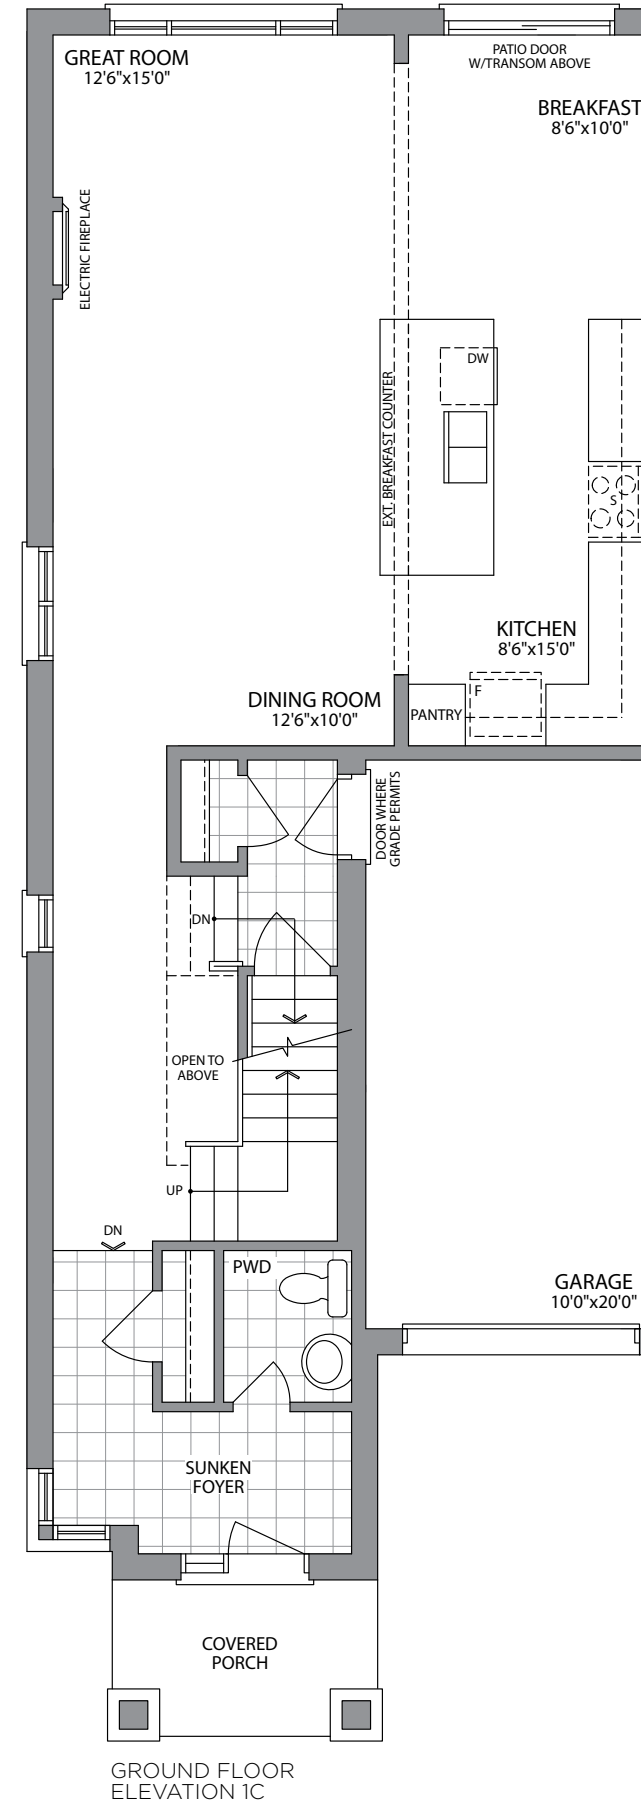 GREAT ROOM
12'6"x15'0"
PATIO DOOR
W/TRANSOM ABOVE
BREAKFAST
8'6"x10'0"
ELECTRIC FIREPLACE
DW
EXT. BREAKFAST COUNTER
S
KITCHEN
8'6"x15'0"
F
DINING ROOM
12'6"x10'0"
PANTRY
DOOR WHERE
GRADE PERMITS
DN
OPEN TO
ABOVE
UP
DN
PWD
GARAGE
10'0"x20'0"
SUNKEN
FOYER
COVERED
PORCH
GROUND FLOOR
ELEVATION 1C